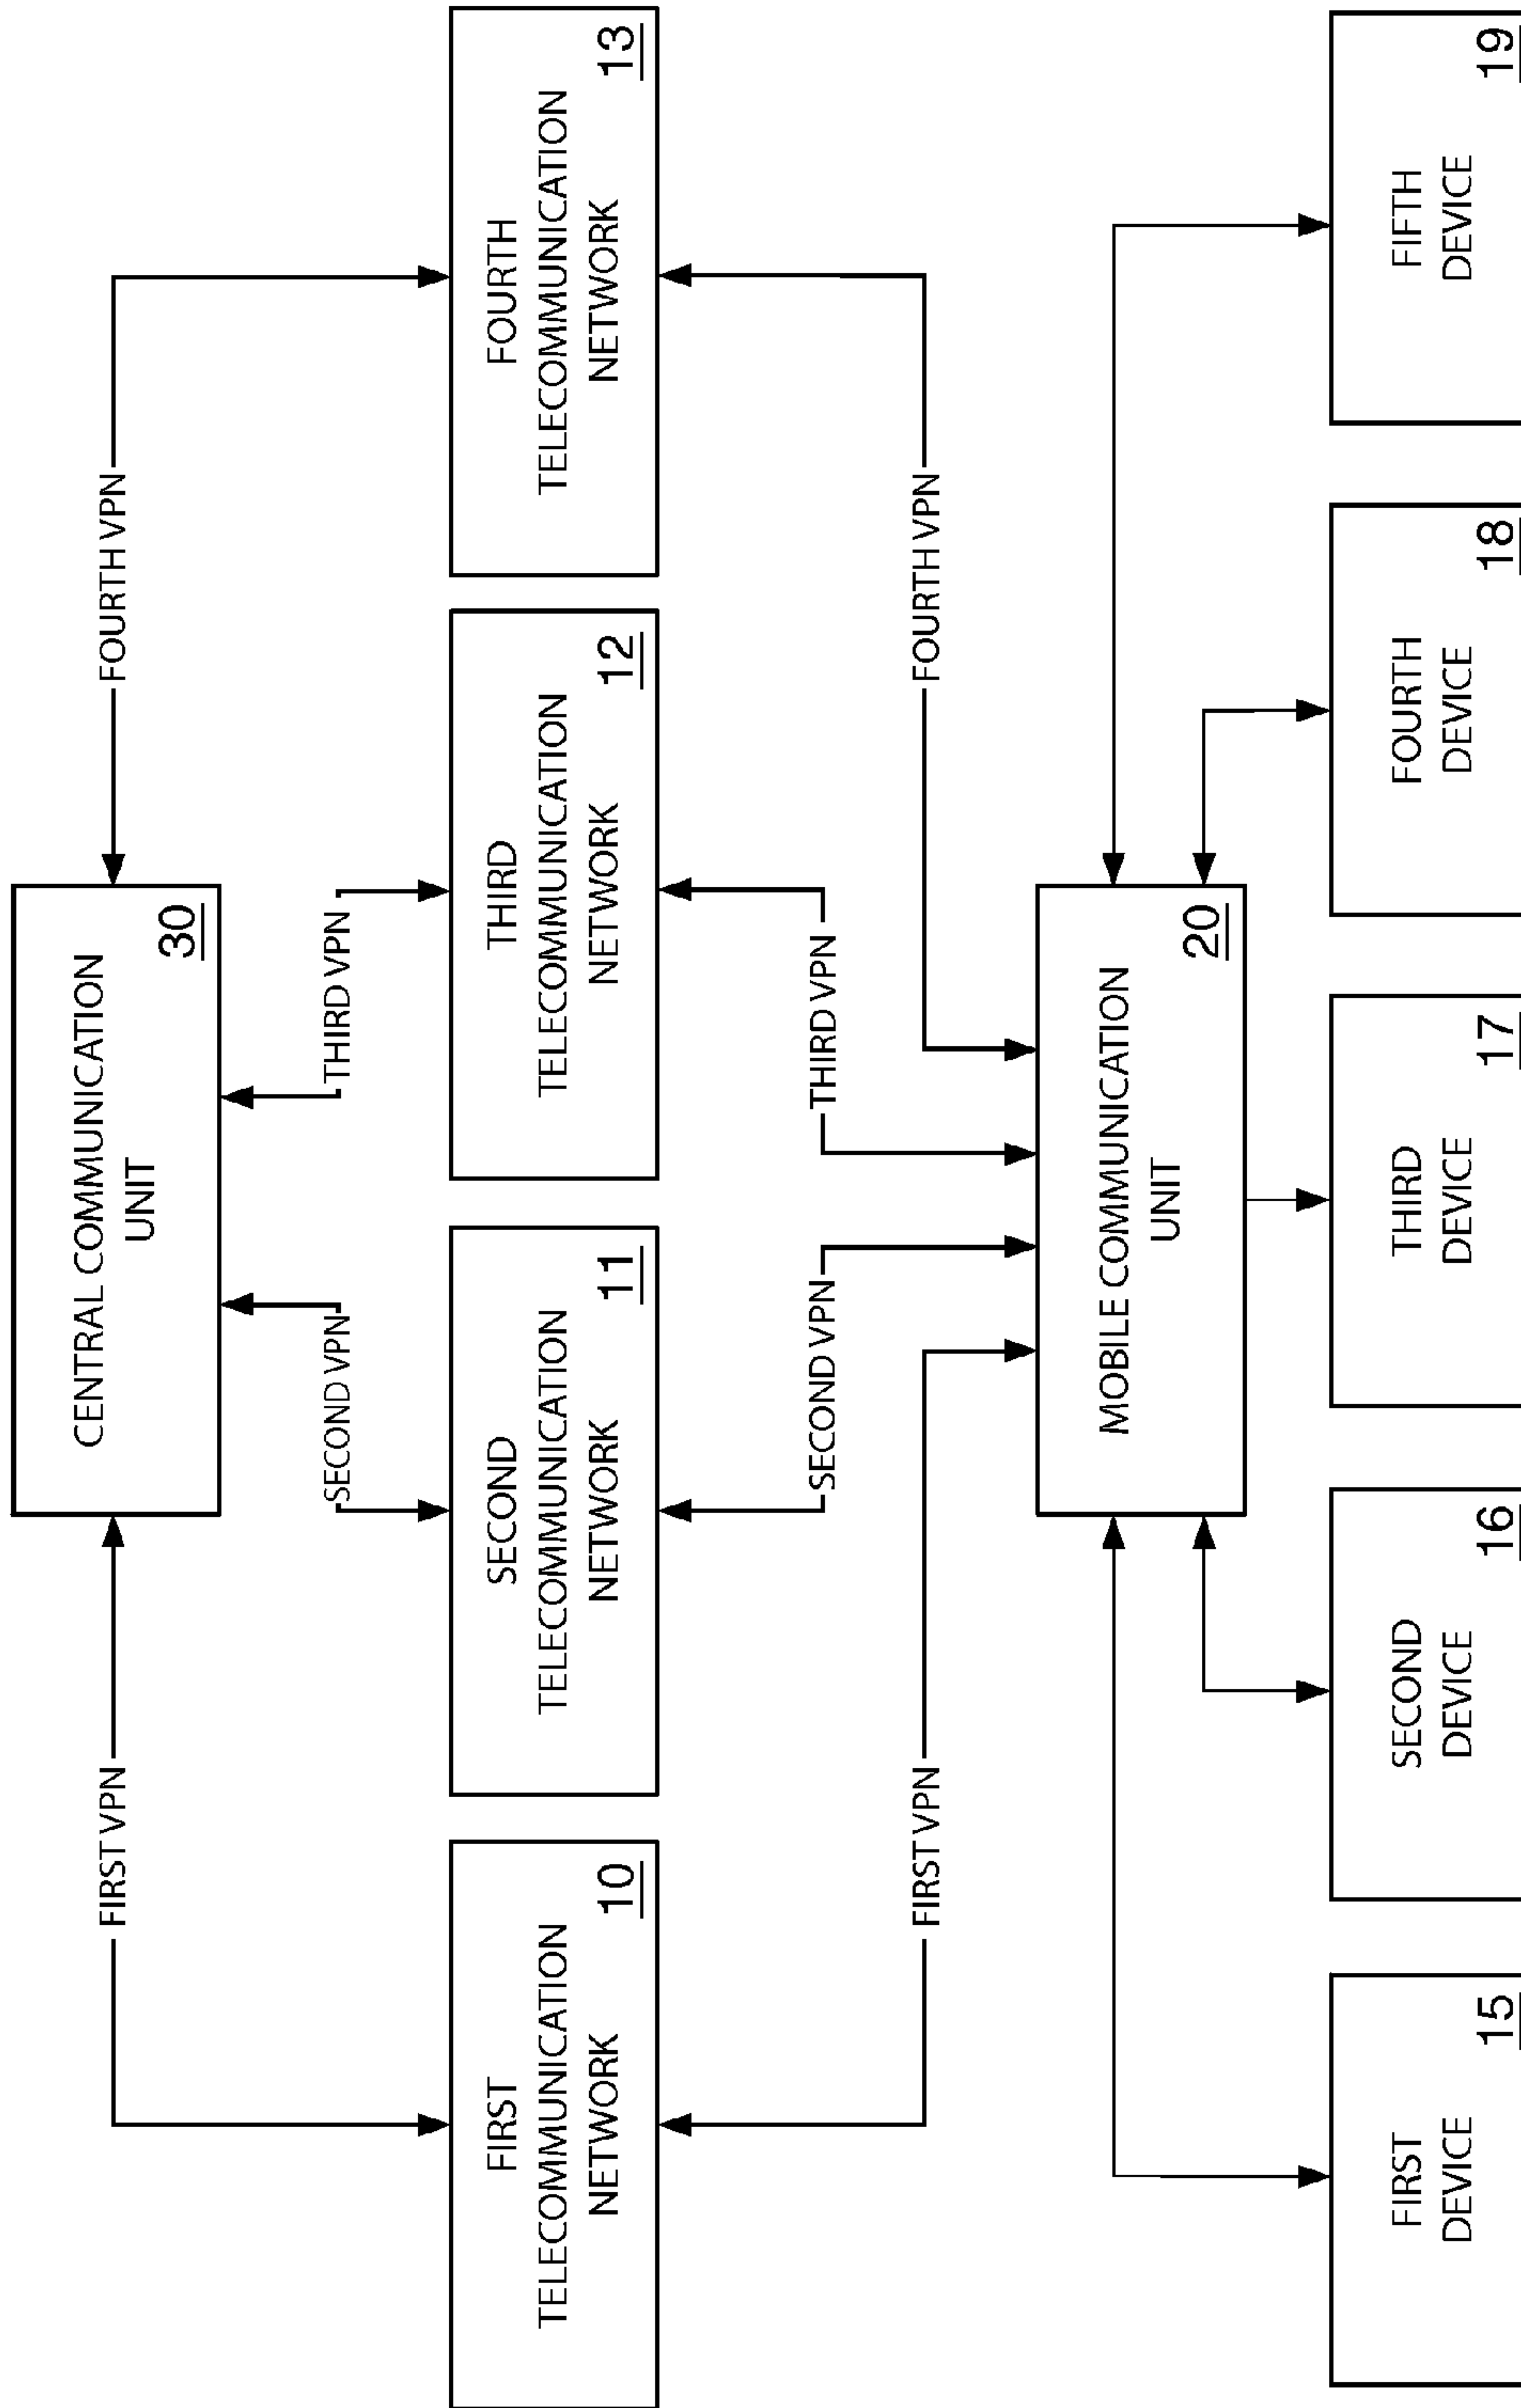 CENTRAL COMMUNICATION
UNIT
30
FIRST VPN
SECOND VPN
THIRD VPN
FOURTH VPN
FIRST
TELECOMMUNICATION
NETWORK
10
SECOND
TELECOMMUNICATION
NETWORK
11
THIRD
TELECOMMUNICATION
NETWORK
12
FOURTH
TELECOMMUNICATION
NETWORK
13
FIRST VPN
SECOND VPN
THIRD VPN
FOURTH VPN
MOBILE COMMUNICATION
UNIT
20
FIRST
DEVICE
15
SECOND
DEVICE
16
THIRD
DEVICE
17
FOURTH
DEVICE
18
FIFTH
DEVICE
19